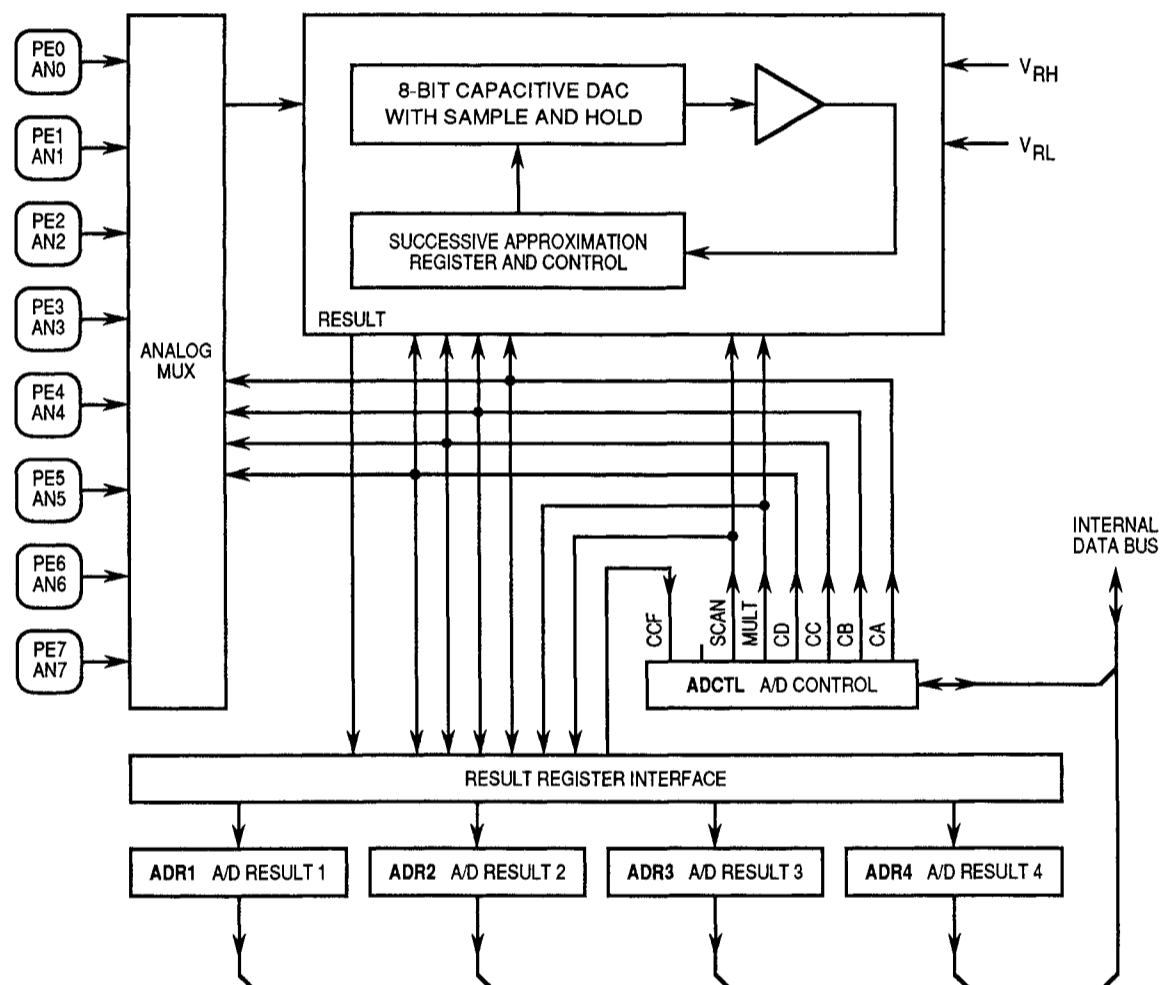 PE0
AN0
PE1
AN1
PE2
AN2
PE3
AN3
PE4
AN4
PE5
AN5
PE6
AN6
PE7
AN7
ANALOG
MUX
8-BIT CAPACITIVE DAC
WITH SAMPLE AND HOLD
SUCCESSIVE APPROXIMATION
REGISTER AND CONTROL
RESULT
VRH
VRL
INTERNAL
DATA BUS
CCF
SCAN
MULT
CD
CC
CB
CA
ADCTL A/D CONTROL
RESULT REGISTER INTERFACE
ADR1 A/D RESULT 1
ADR2 A/D RESULT 2
ADR3 A/D RESULT 3
ADR4 A/D RESULT 4